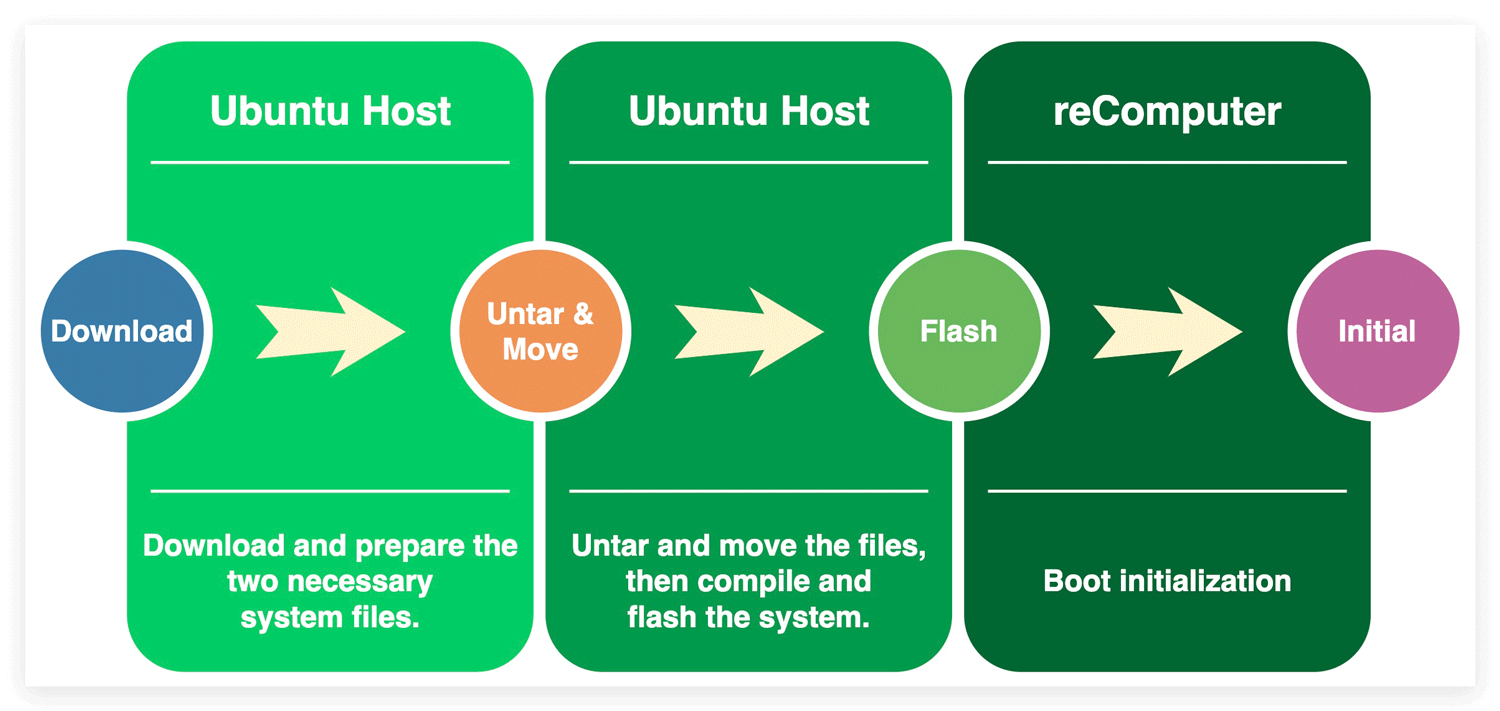 Ubuntu Host
Ubuntu Host
reComputer
Download
Untar &
Move
Flash
Initial
Download and prepare the
two necessary
system files.
Untar and move the files,
then compile and
flash the system.
Boot initialization